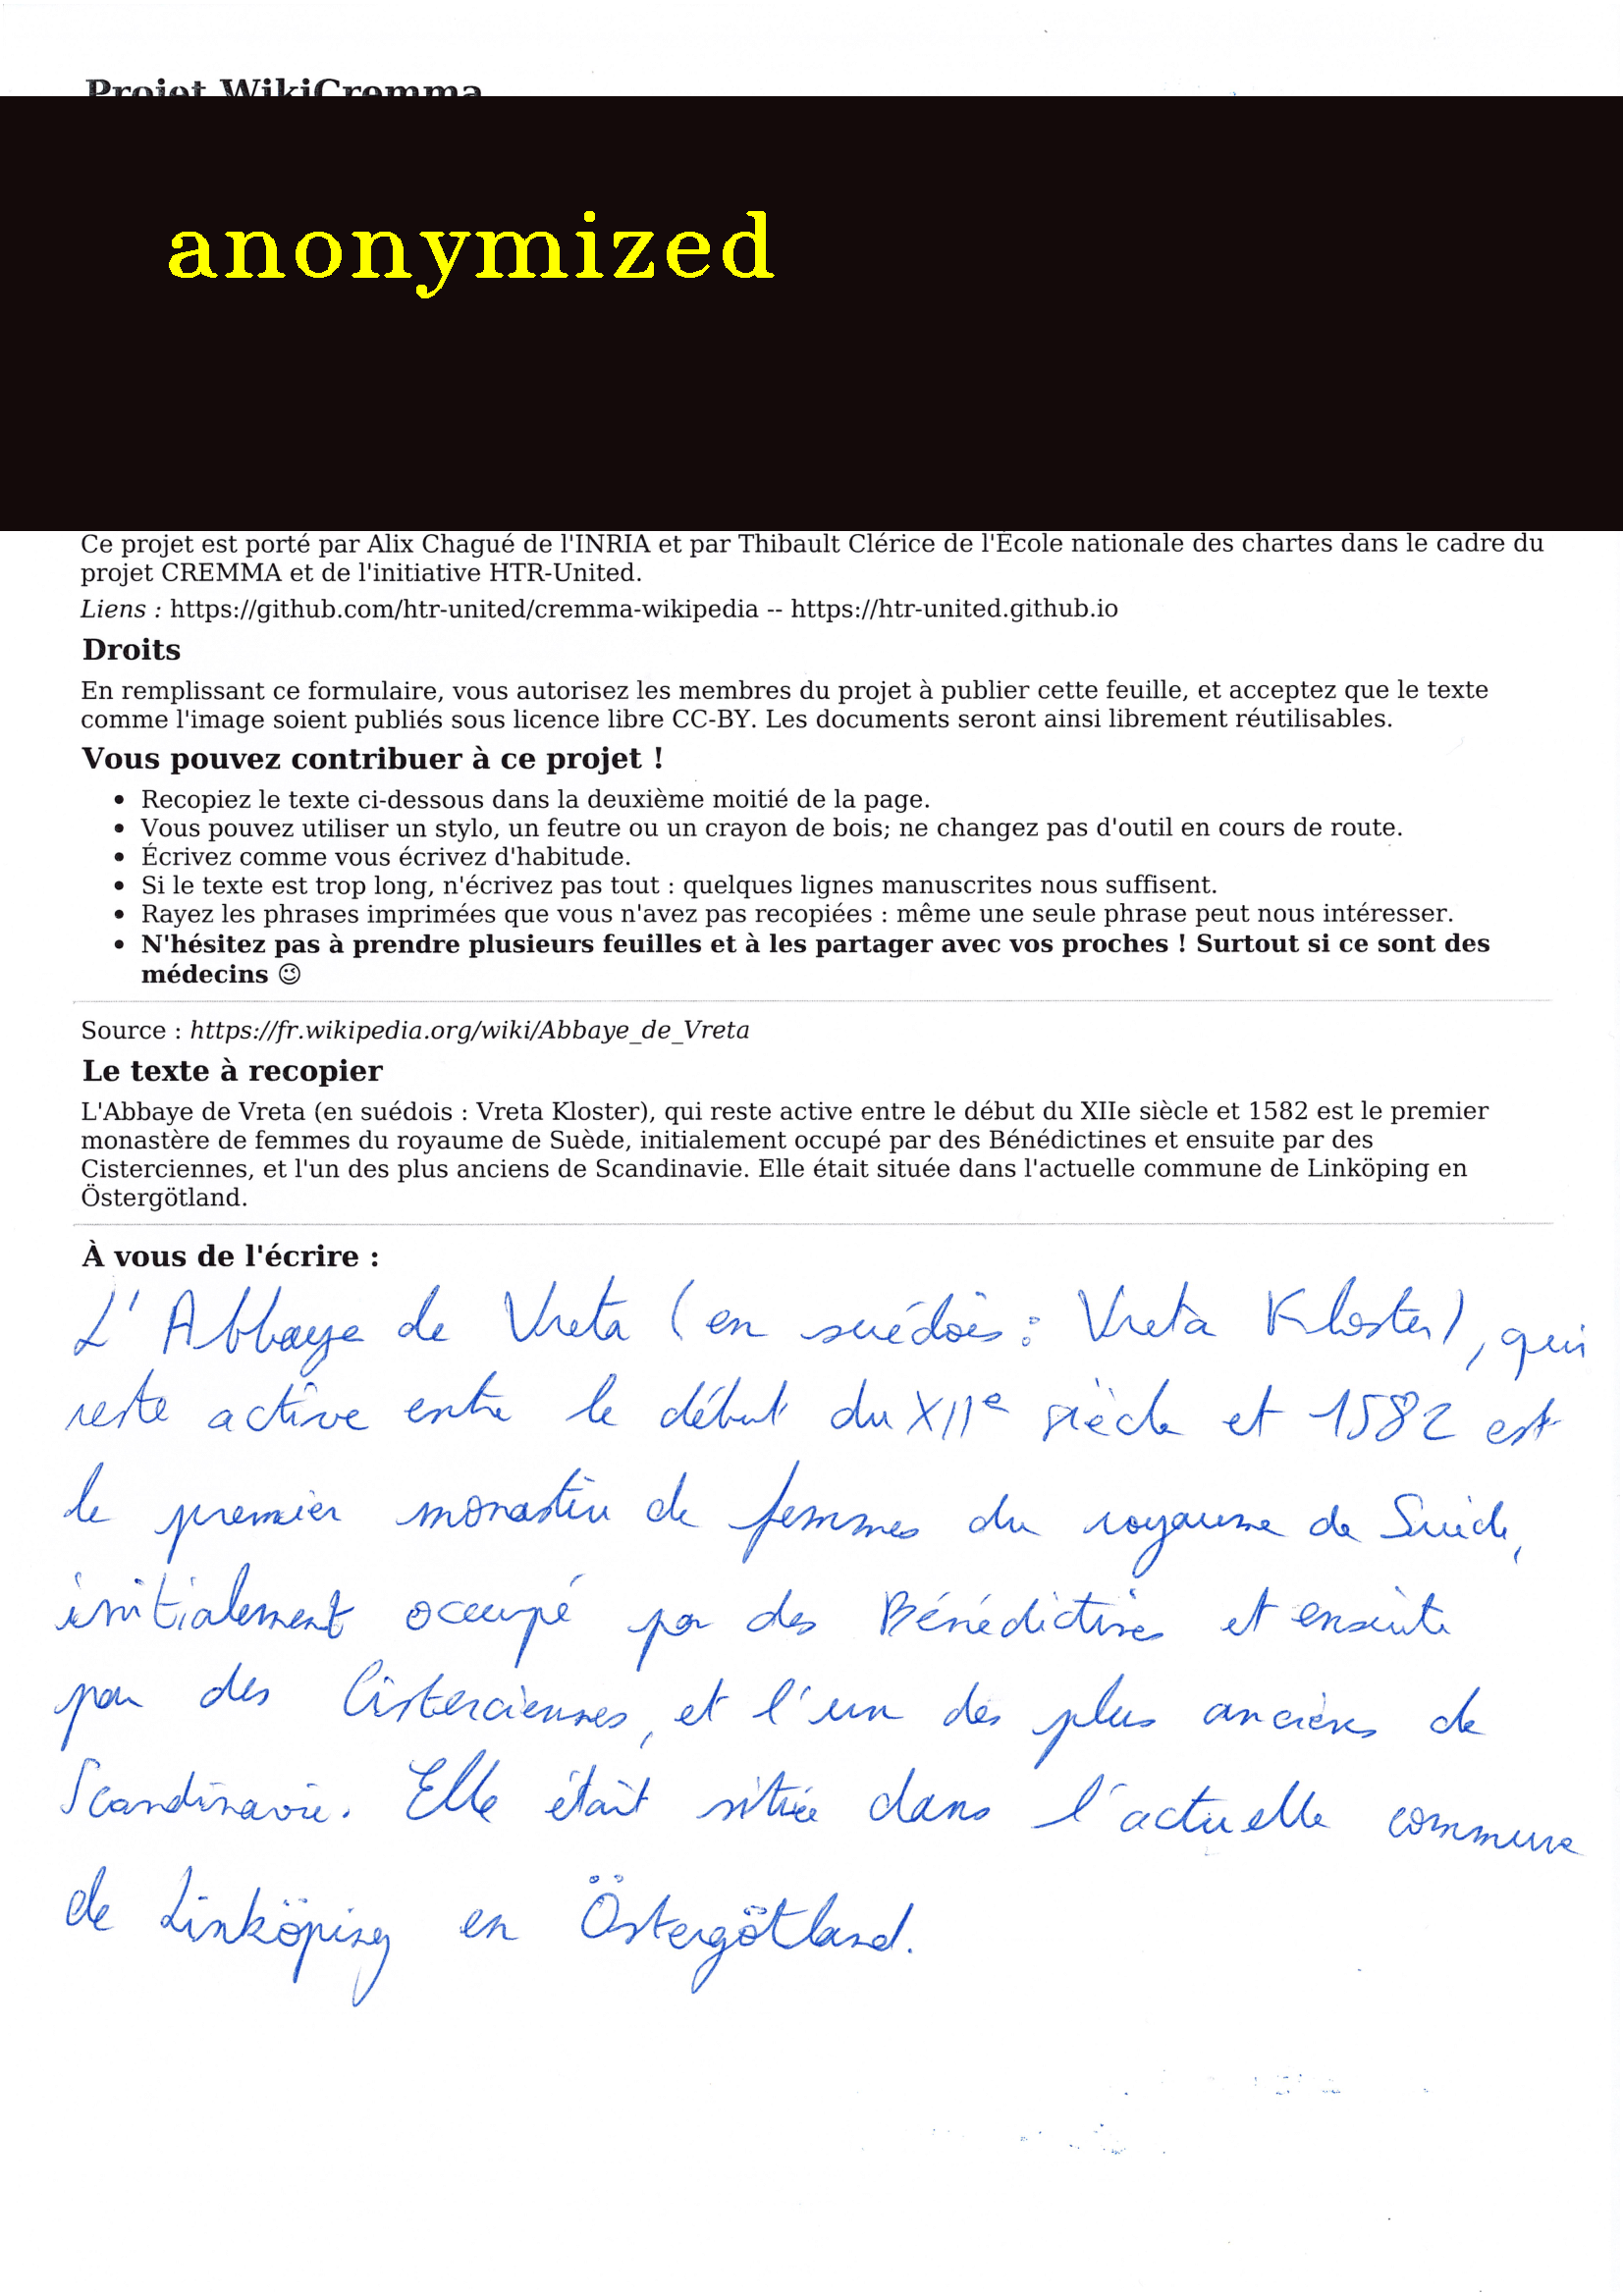 Projet WikiCremma
anonymized
Ce projet est porté par Alix Chagué de l'INRIA et par Thibault Clérice de l'École nationale des chartes dans le cadre du
projet CREMMA et de l'initiative HTR-United.
Liens : https://github.com/htr-united/cremma-wikipedia -- https://htr-united.github.io
Droits
En remplissant ce formulaire, vous autorisez les membres du projet à publier cette feuille, et acceptez que le texte
comme l'image soient publiés sous licence libre CC-BY. Les documents seront ainsi librement réutilisables.
Vous pouvez contribuer à ce projet !
• Recopiez le texte ci-dessous dans la deuxième moitié de la page.
• Vous pouvez utiliser un stylo, un feutre ou un crayon de bois; ne changez pas d'outil en cours de route.
• Écrivez comme vous écrivez d'habitude.
• Si le texte est trop long, n'écrivez pas tout : quelques lignes manuscrites nous suffisent.
• Rayez les phrases imprimées que vous n'avez pas recopiées : même une seule phrase peut nous intéresser.
• N'hésitez pas à prendre plusieurs feuilles et à les partager avec vos proches ! Surtout si ce sont des
médecins 😉
Source : https://fr.wikipedia.org/wiki/Abbaye_de_Vreta
Le texte à recopier
L'Abbaye de Vreta (en suédois : Vreta Kloster), qui reste active entre le début du XIIe siècle et 1582 est le premier
monastère de femmes du royaume de Suède, initialement occupé par des Bénédictines et ensuite par des
Cisterciennes, et l'un des plus anciens de Scandinavie. Elle était située dans l'actuelle commune de Linköping en
Östergötland.
À vous de l'écrire :
L'Abbaye de Vreta (en suédois : Vreta Kloster), qui
reste active entre le début du XIIe siècle et 1582 est
le premier monastère de femmes du royaume de Suède,
initialement occupé par des Bénédictines et ensuite
par des Cisterciennes, et l'un des plus anciens de
Scandinavie. Elle était située dans l'actuelle commune
de Linköping en Östergötland.